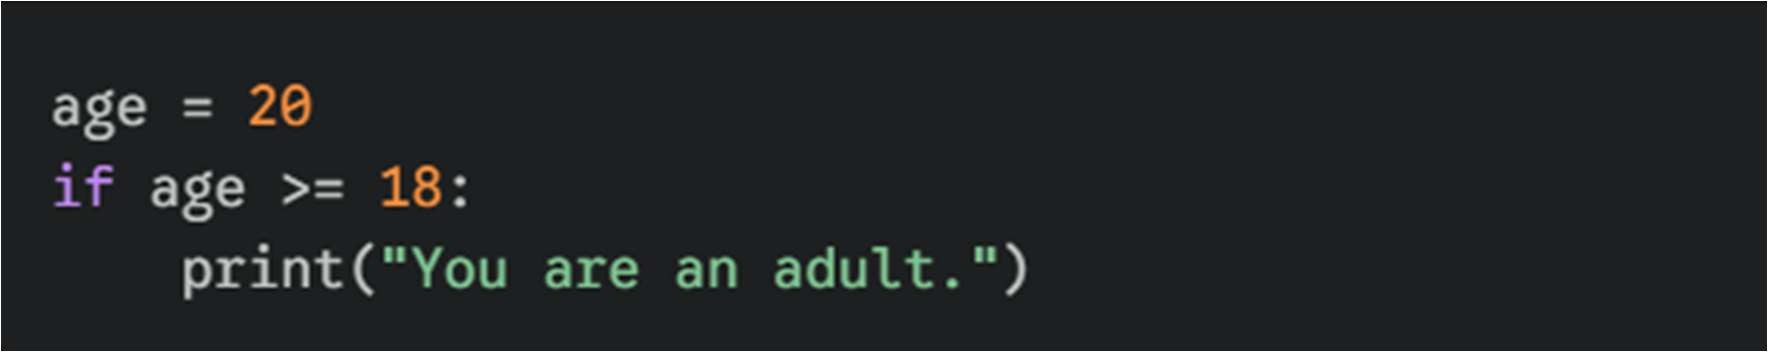 age = 20
if age >= 18:
    print("You are an adult.")